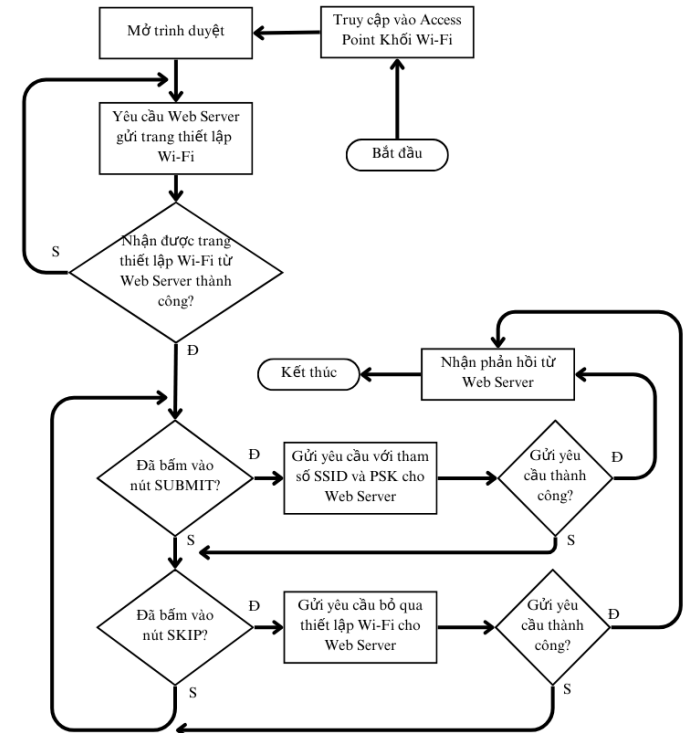 Mở trình duyệt
Truy cập vào Access
Point Khối Wi-Fi
Bắt đầu
Yêu cầu Web Server
gửi trang thiết lập
Wi-Fi
Nhận được trang
thiết lập Wi-Fi từ
Web Server thành
công?
S
Đ
Kết thúc
Nhận phản hồi từ
Web Server
Đã bấm vào
nút SUBMIT?
Đ
Gửi yêu cầu với tham
số SSID và PSK cho
Web Server
Gửi yêu
cầu thành
công?
Đ
S
S
Đã bấm vào
nút SKIP?
Đ
Gửi yêu cầu bỏ qua
thiết lập Wi-Fi cho
Web Server
Gửi yêu
cầu thành
công?
Đ
S
S